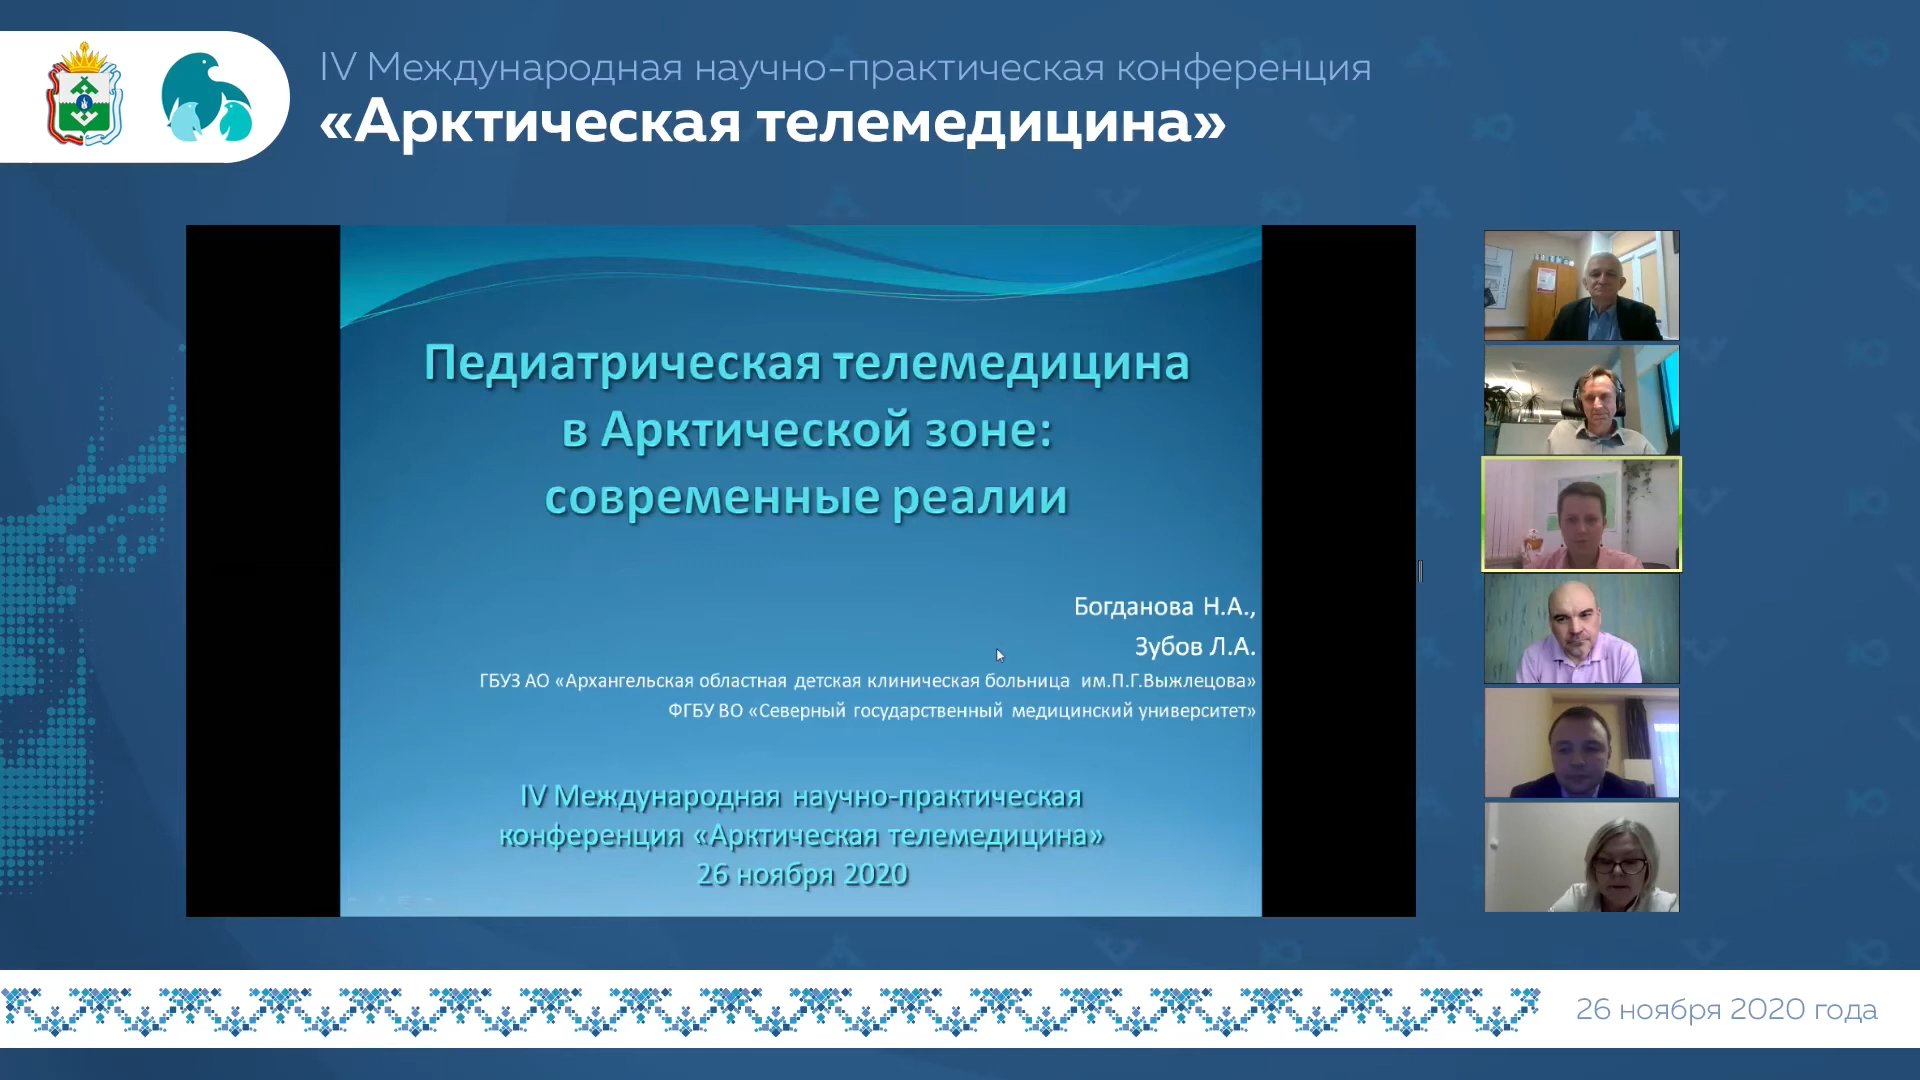 IV Международная научно-практическая конференция
«Арктическая телемедицина»
Педиатрическая телемедицина
в Арктической зоне:
современные реалии
Богданова Н.А.,
Зубов Л.А.
ГБУЗ АО «Архангельская областная детская клиническая больница им.П.Г.Выжлецова»
ФГБУ ВО «Северный государственный медицинский университет»
IV Международная научно-практическая
конференция «Арктическая телемедицина»
26 ноября 2020
26 ноября 2020 года